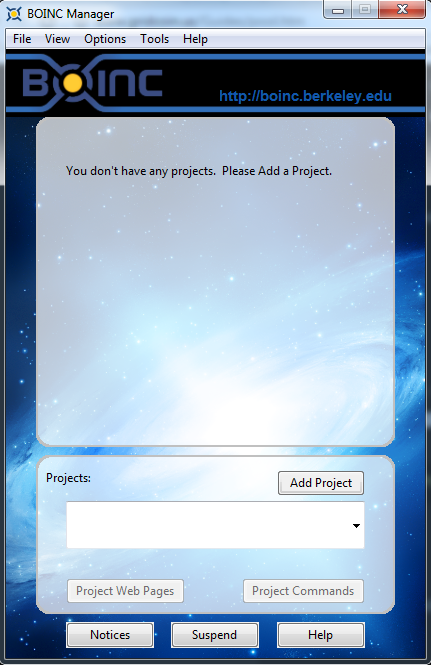 BOINC Manager
File View Options Tools Help
BOINC
http://boinc.berkeley.edu
You don't have any projects.  Please Add a Project.
Projects:
Add Project
Project Web Pages Project Commands
Notices Suspend Help